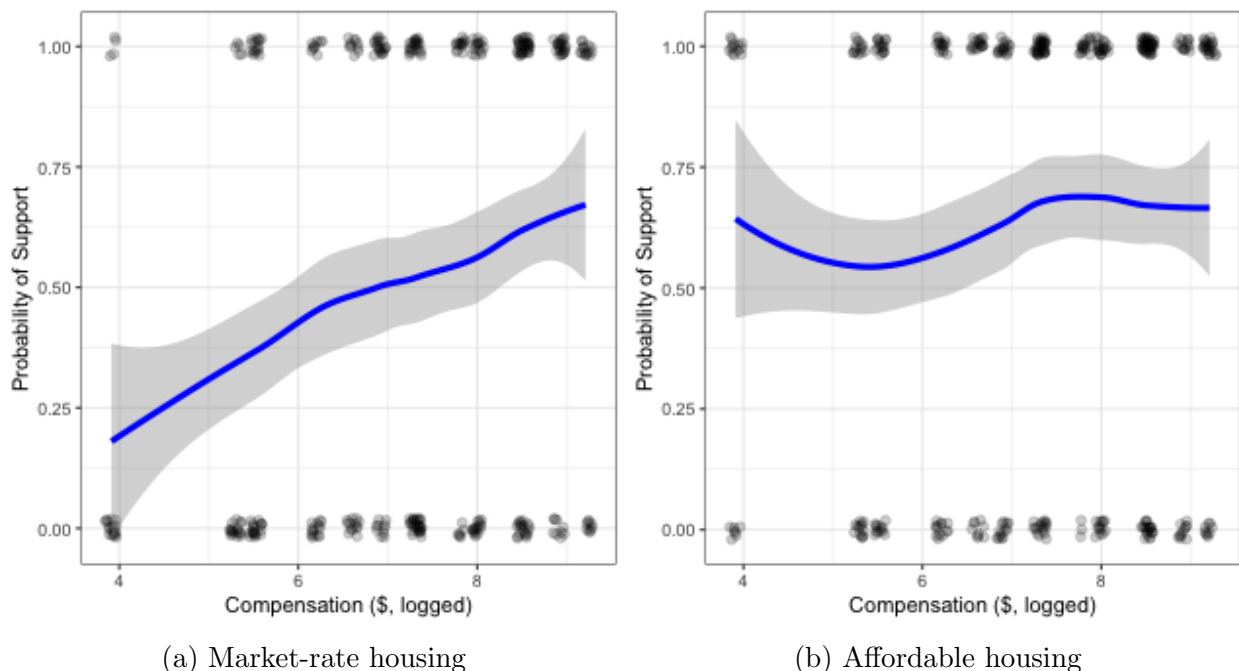 1.00
0.75
0.50
0.25
0.00
Probability of Support
4
6
8
Compensation ($, logged)
(a) Market-rate housing
1.00
0.75
0.50
0.25
0.00
Probability of Support
4
6
8
Compensation ($, logged)
(b) Affordable housing